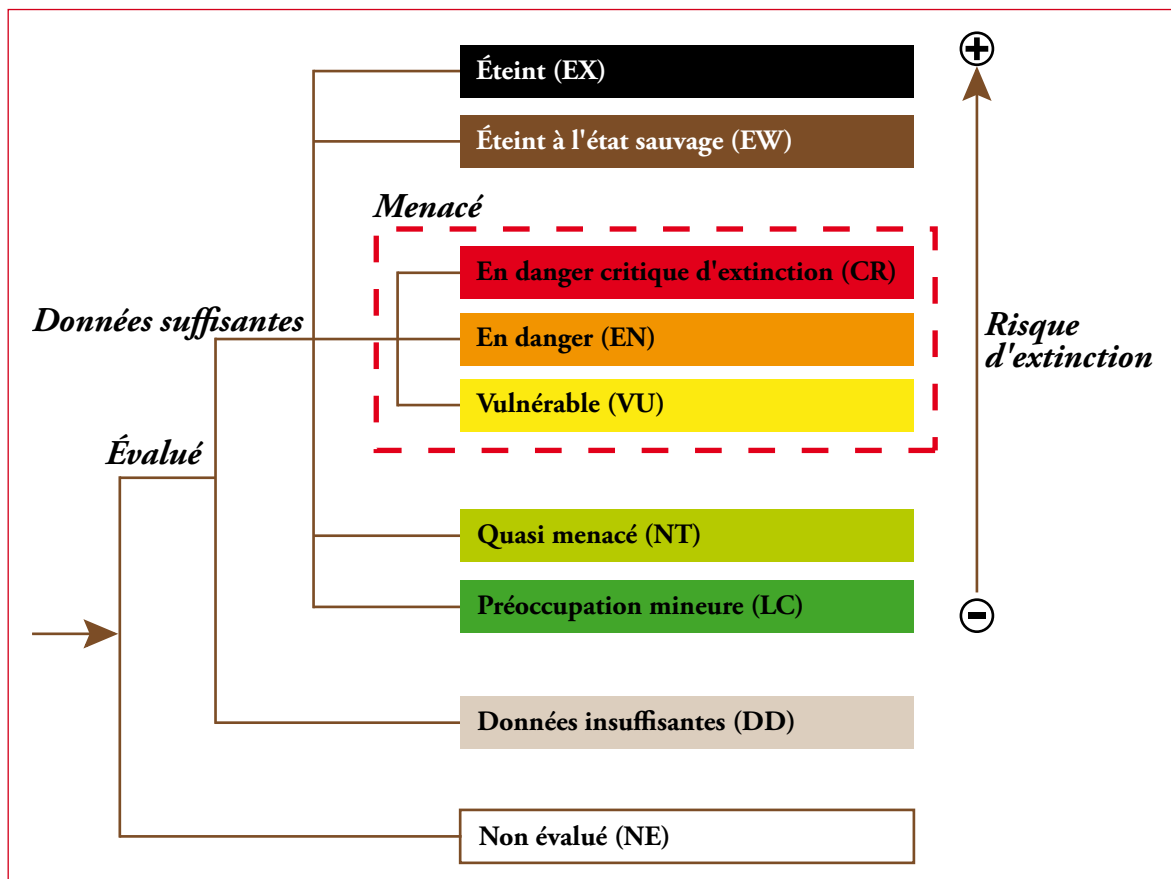 Éteint (EX)
Éteint à l'état sauvage (EW)
Menacé
En danger critique d'extinction (CR)
Données suffisantes
En danger (EN)
Risque
d'extinction
Vulnérable (VU)
Évalué
Quasi menacé (NT)
Préoccupation mineure (LC)
Données insuffisantes (DD)
Non évalué (NE)